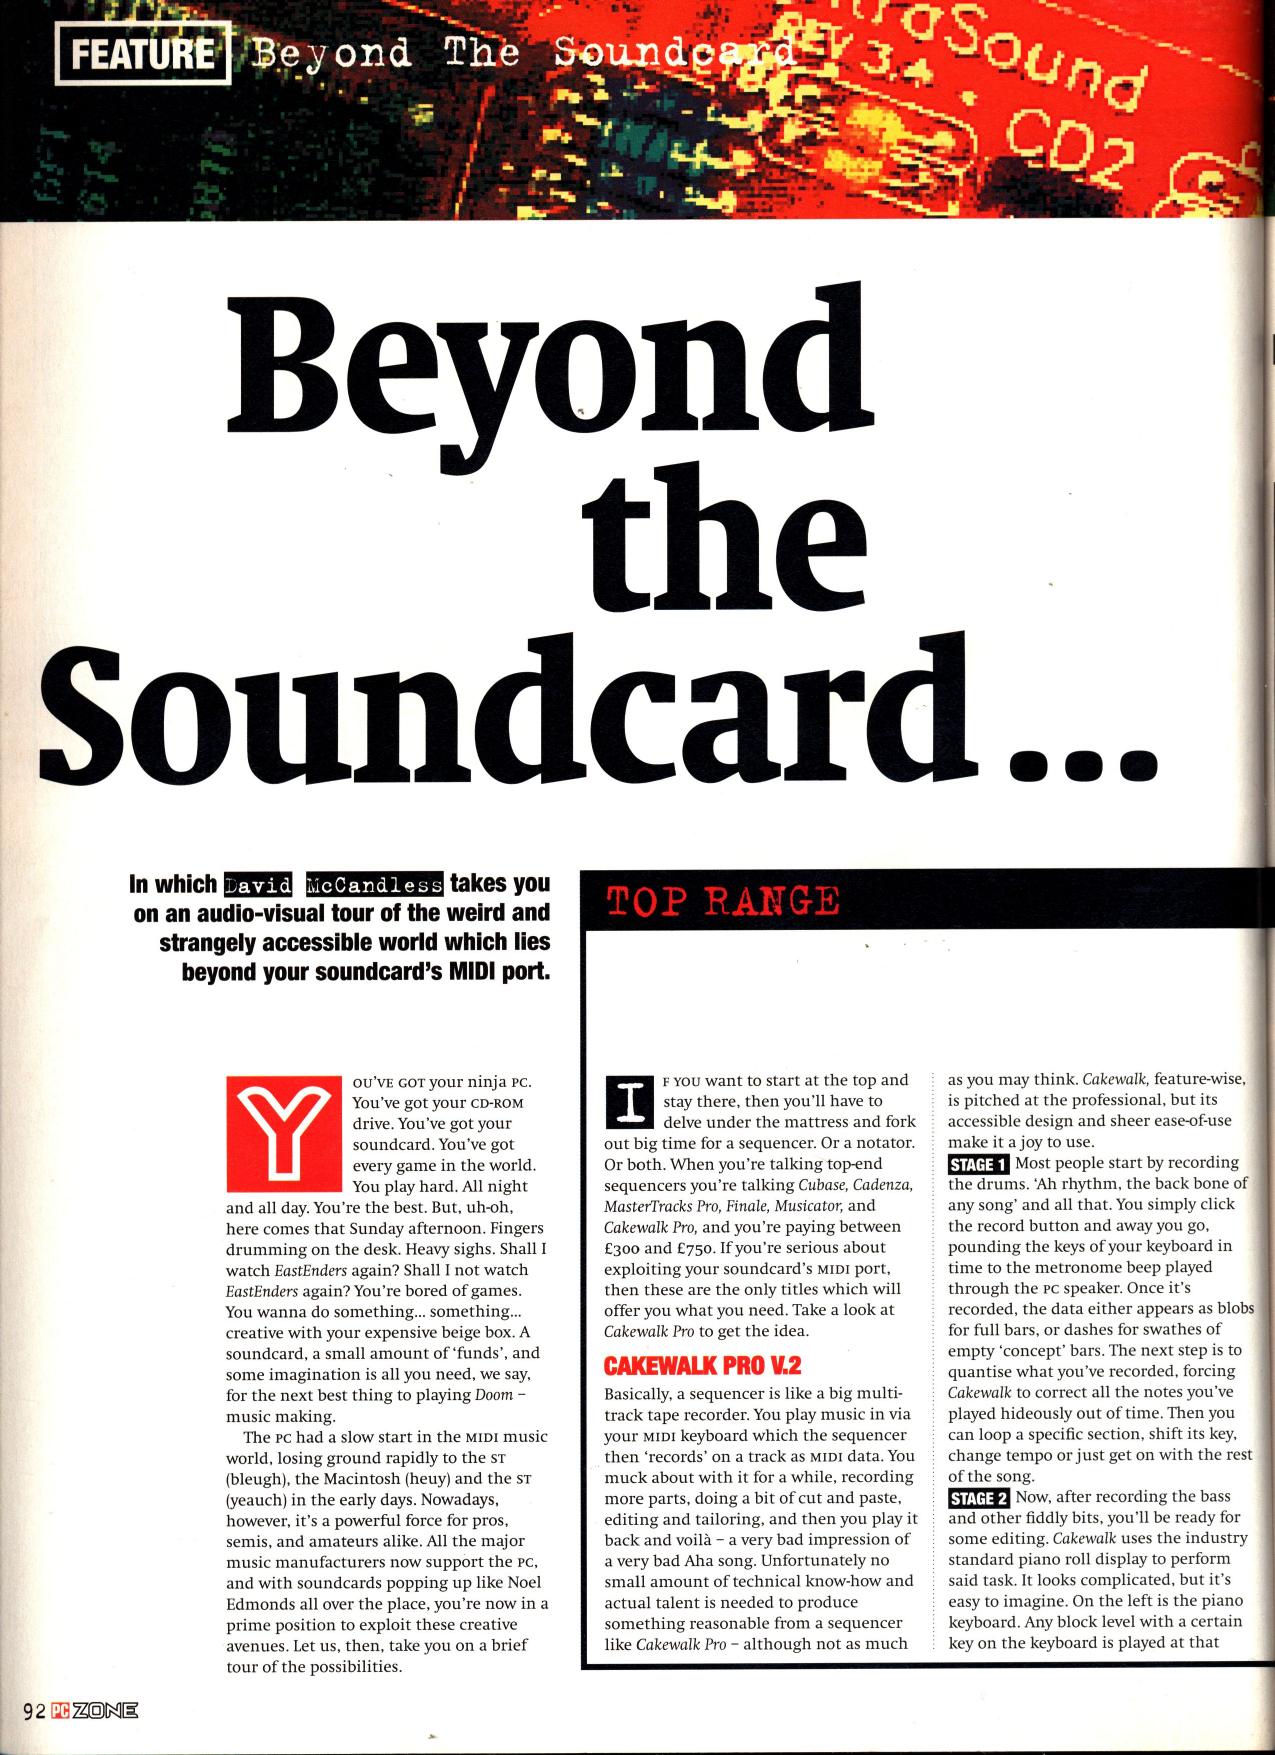 FEATURE Beyond The Soundcard
traSound
REV 3.4
CD2
Beyond
the
Soundcard...
In which David McCandless takes you
on an audio-visual tour of the weird and
strangely accessible world which lies
beyond your soundcard's MIDI port.
YOU'VE GOT your ninja PC.
You've got your CD-ROM
drive. You've got your
soundcard. You've got
every game in the world.
You play hard. All night
and all day. You're the best. But, uh-oh,
here comes that Sunday afternoon. Fingers
drumming on the desk. Heavy sighs. Shall I
watch EastEnders again? Shall I not watch
EastEnders again? You're bored of games.
You wanna do something... something...
creative with your expensive beige box. A
soundcard, a small amount of 'funds', and
some imagination is all you need, we say,
for the next best thing to playing Doom –
music making.
The PC had a slow start in the MIDI music
world, losing ground rapidly to the ST
(bleugh), the Macintosh (heuy) and the ST
(yeauch) in the early days. Nowadays,
however, it's a powerful force for pros,
semis, and amateurs alike. All the major
music manufacturers now support the PC,
and with soundcards popping up like Noel
Edmonds all over the place, you're now in a
prime position to exploit these creative
avenues. Let us, then, take you on a brief
tour of the possibilities.
TOP RANGE
IF YOU want to start at the top and
stay there, then you'll have to
delve under the mattress and fork
out big time for a sequencer. Or a notator.
Or both. When you're talking top-end
sequencers you're talking Cubase, Cadenza,
MasterTracks Pro, Finale, Musicator, and
Cakewalk Pro, and you're paying between
£300 and £750. If you're serious about
exploiting your soundcard's MIDI port,
then these are the only titles which will
offer you what you need. Take a look at
Cakewalk Pro to get the idea.
CAKEWALK PRO V.2
Basically, a sequencer is like a big multi-
track tape recorder. You play music in via
your MIDI keyboard which the sequencer
then 'records' on a track as MIDI data. You
muck about with it for a while, recording
more parts, doing a bit of cut and paste,
editing and tailoring, and then you play it
back and voilà – a very bad impression of
a very bad Aha song. Unfortunately no
small amount of technical know-how and
actual talent is needed to produce
something reasonable from a sequencer
like Cakewalk Pro – although not as much
as you may think. Cakewalk, feature-wise,
is pitched at the professional, but its
accessible design and sheer ease-of-use
make it a joy to use.
STAGE 1 Most people start by recording
the drums. 'Ah rhythm, the back bone of
any song' and all that. You simply click
the record button and away you go,
pounding the keys of your keyboard in
time to the metronome beep played
through the PC speaker. Once it's
recorded, the data either appears as blobs
for full bars, or dashes for swathes of
empty 'concept' bars. The next step is to
quantise what you've recorded, forcing
Cakewalk to correct all the notes you've
played hideously out of time. Then you
can loop a specific section, shift its key,
change tempo or just get on with the rest
of the song.
STAGE 2 Now, after recording the bass
and other fiddly bits, you'll be ready for
some editing. Cakewalk uses the industry
standard piano roll display to perform
said task. It looks complicated, but it's
easy to imagine. On the left is the piano
keyboard. Any block level with a certain
key on the keyboard is played at that
92 PC ZONE